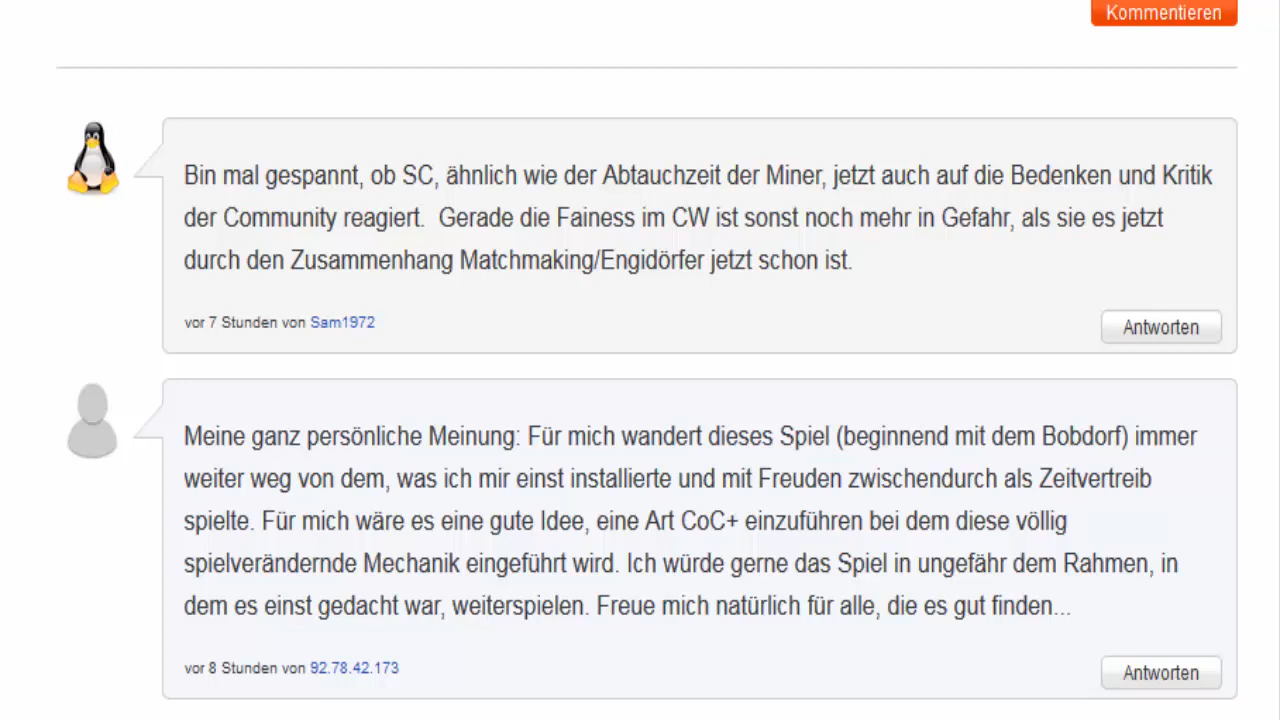 Kommentieren
Bin mal gespannt, ob SC, ähnlich wie der Abtauchzeit der Miner, jetzt auch auf die Bedenken und Kritik
der Community reagiert.  Gerade die Fainess im CW ist sonst noch mehr in Gefahr, als sie es jetzt
durch den Zusammenhang Matchmaking/Engidörfer jetzt schon ist.
vor 7 Stunden von Sam1972
Antworten
Meine ganz persönliche Meinung: Für mich wandert dieses Spiel (beginnend mit dem Bobdorf) immer
weiter weg von dem, was ich mir einst installierte und mit Freuden zwischendurch als Zeitvertreib
spielte. Für mich wäre es eine gute Idee, eine Art CoC+ einzuführen bei dem diese völlig
spielverändernde Mechanik eingeführt wird. Ich würde gerne das Spiel in ungefähr dem Rahmen, in
dem es einst gedacht war, weiterspielen. Freue mich natürlich für alle, die es gut finden...
vor 8 Stunden von 92.78.42.173
Antworten